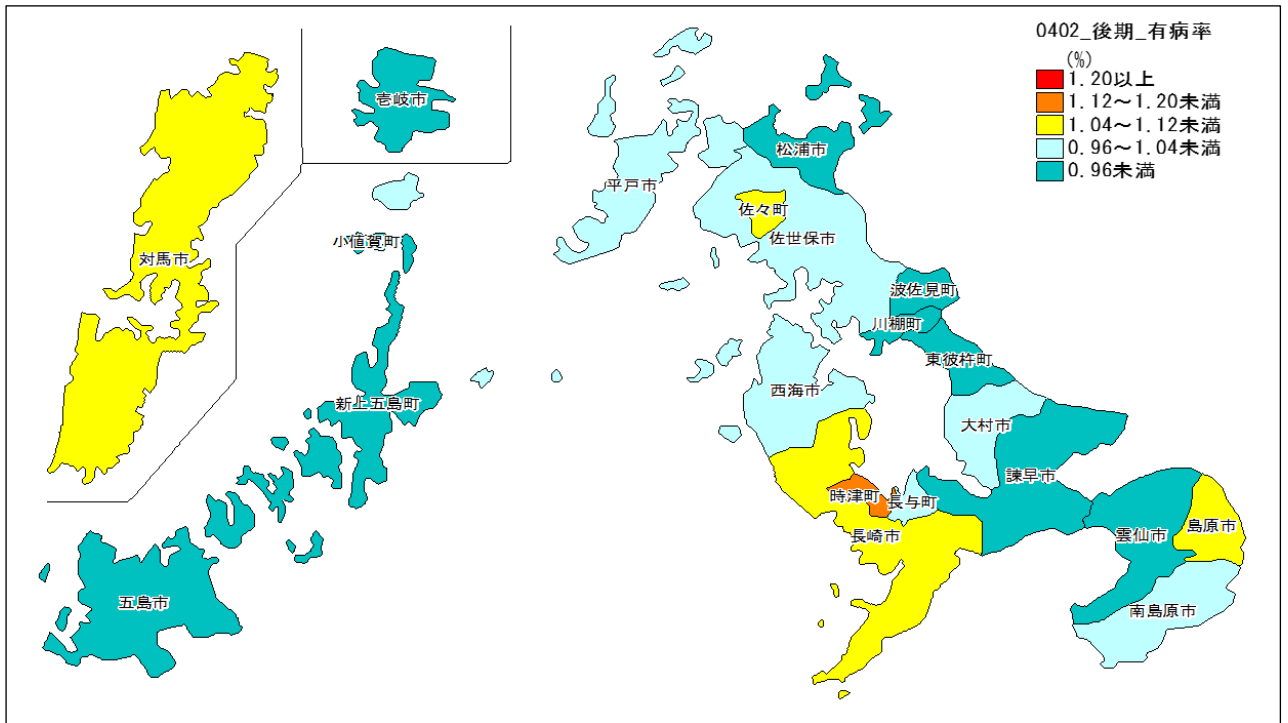 0402_後期_有病率
(%)
1.20以上
1.12～1.20未満
1.04～1.12未満
0.96～1.04未満
0.96未満
壱岐市
松浦市
平戸市
佐々町
小値賀町
佐世保市
対馬市
波佐見町
川棚町
東彼杵町
西海市
新上五島町
大村市
諫早市
時津町
長与町
島原市
長崎市
雲仙市
五島市
南島原市